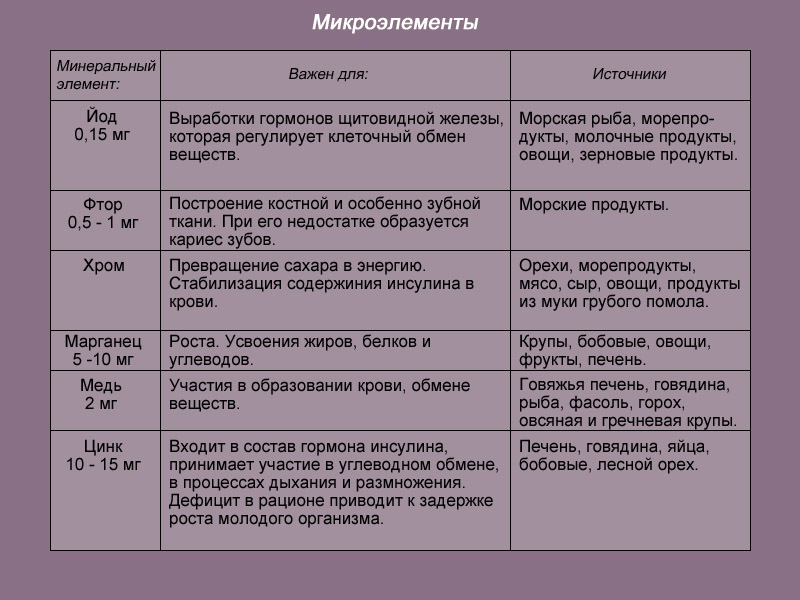 Микроэлементы
Минеральный
элемент:
Важен для:
Источники
Йод
0,15 мг
Выработки гормонов щитовидной железы,
которая регулирует клеточный обмен
веществ.
Морская рыба, морепро-
дукты, молочные продукты,
овощи, зерновые продукты.
Фтор
0,5 - 1 мг
Построение костной и особенно зубной
ткани. При его недостатке образуется
кариес зубов.
Морские продукты.
Хром
Превращение сахара в энергию.
Стабилизация содержиния инсулина в
крови.
Орехи, морепродукты,
мясо, сыр, овощи, продукты
из муки грубого помола.
Марганец
5 -10 мг
Роста. Усвоения жиров, белков и
углеводов.
Крупы, бобовые, овощи,
фрукты, печень.
Медь
2 мг
Участия в образовании крови, обмене
веществ.
Говяжья печень, говядина,
рыба, фасоль, горох,
овсяная и гречневая крупы.
Цинк
10 - 15 мг
Входит в состав гормона инсулина,
принимает участие в углеводном обмене,
в процессах дыхания и размножения.
Дефицит в рационе приводит к задержке
роста молодого организма.
Печень, говядина, яйца,
бобовые, лесной орех.